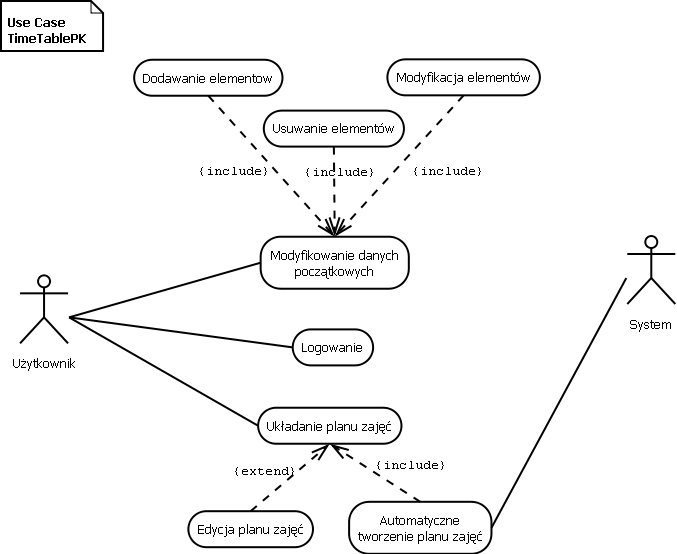 Use Case
TimeTablePK
Dodawanie elementow
Modyfikacja elementów
Usuwanie elementów
{include}
{include}
{include}
Modyfikowanie danych
początkowych
System
Użytkownik
Logowanie
Układanie planu zajęć
{extend}
{include}
Edycja planu zajęć
Automatyczne
tworzenie planu zajęć